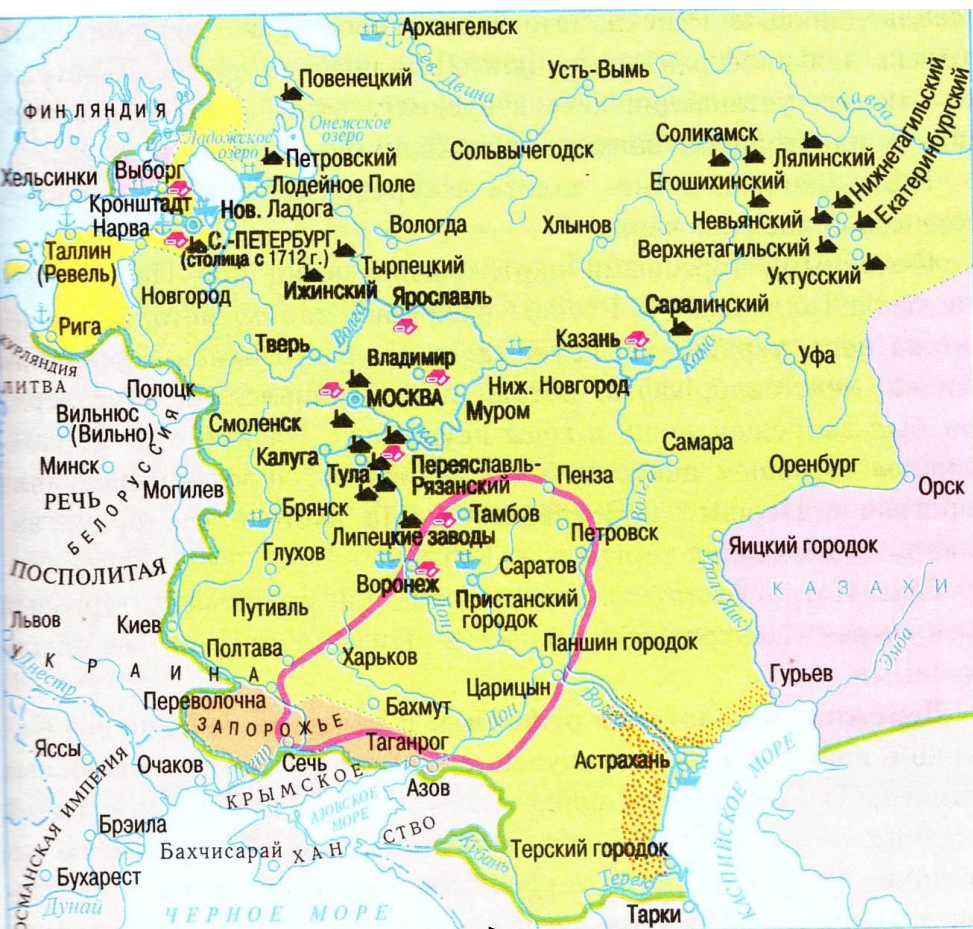 Архангельск
Повенецкий
Сев. Двина
Усть-Вымь
ФИНЛЯНДИЯ
Онежское
озеро
Ладожское
озеро
Соликамск
Петровский
Сольвычегодск
Лялинский
Нижнетагильский
Екатеринбургский
Хельсинки
Выборг
Лодейное Поле
Егошихинский
Кронштадт
Нов. Ладога
Вологда
Хлынов
Невьянский
Нарва
С.-ПЕТЕРБУРГ
(столица с 1712 г.)
Верхнетагильский
Таллин
(Ревель)
Тырпецкий
Уктусский
Новгород
Ижинский
Ярославль
Саралинский
Рига
Волга
Казань
Кама
КУРЛЯНДИЯ
Тверь
Владимир
Уфа
ЛИТВА
Полоцк
МОСКВА
Ниж. Новгород
Вильнюс
(Вильно)
Смоленск
Ока
Муром
Минск
Калуга
Самара
БЕЛОРУССИЯ
Тула
Переяславль-
Рязанский
Пенза
Оренбург
Орск
РЕЧЬ
Могилев
Волга
Брянск
Тамбов
Липецкие заводы
Петровск
ПОСПОЛИТАЯ
Глухов
Яицкий городок
Воронеж
Саратов
КАЗАХИ
Путивль
Дон
Пристанский
городок
Львов
Киев
Эмба
Полтава
Харьков
Паншин городок
УКРАИНА
Днестр
Царицын
Гурьев
Переволочна
Бахмут
Дон
Волга
ЗАПОРОЖЬЕ
Яссы
Таганрог
Очаков
Днепр
Сечь
Астрахань
КРЫМСКОЕ
Азов
АЗОВСКОЕ
МОРЕ
ХАНСТВО
Брэила
Бахчисарай
Терский городок
Кубань
КАСПИЙСКОЕ МОРЕ
ОСМАНСКАЯ ИМПЕРИЯ
Бухарест
Терек
Дунай
ЧЕРНОЕ МОРЕ
Тарки